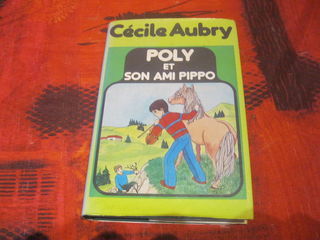 Cécile Aubry
POLY
ET
SON AMI PIPPO